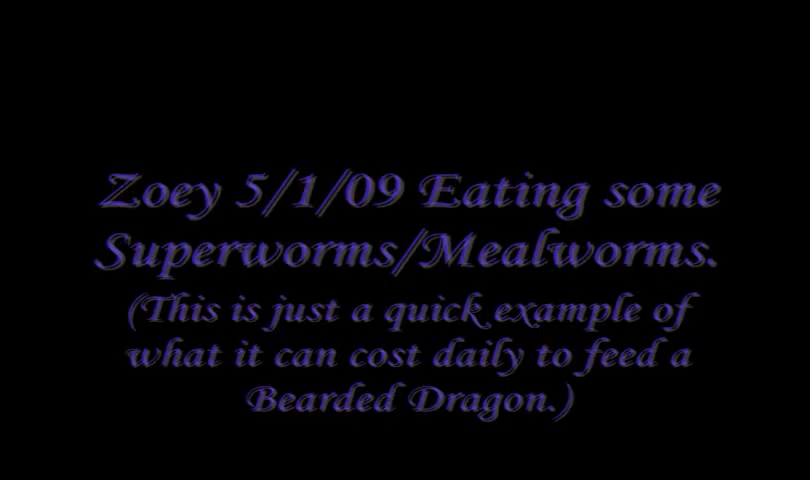 Zoey 5/1/09 Eating some
Superworms/Mealworms.
(This is just a quick example of
what it can cost daily to feed a
Bearded Dragon.)